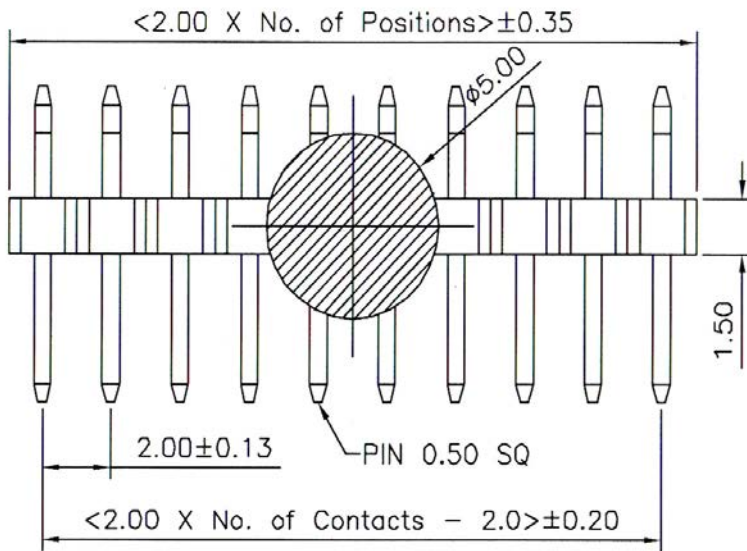 <2.00 X No. of Positions>±0.35
ø5.00
1.50
2.00±0.13
PIN 0.50 SQ
<2.00 X No. of Contacts - 2.0>±0.20